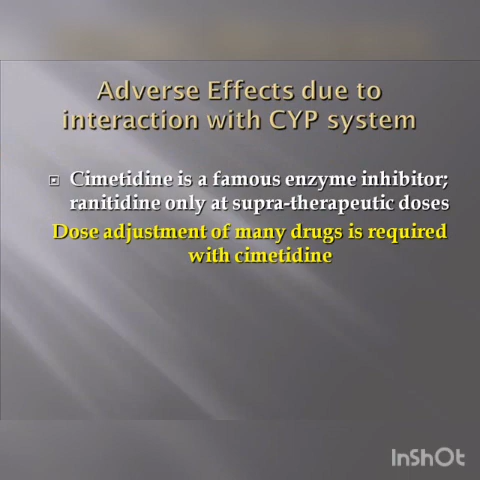 Adverse Effects due to
interaction with CYP system
Cimetidine is a famous enzyme inhibitor;
ranitidine only at supra-therapeutic doses
Dose adjustment of many drugs is required
with cimetidine
InShOt